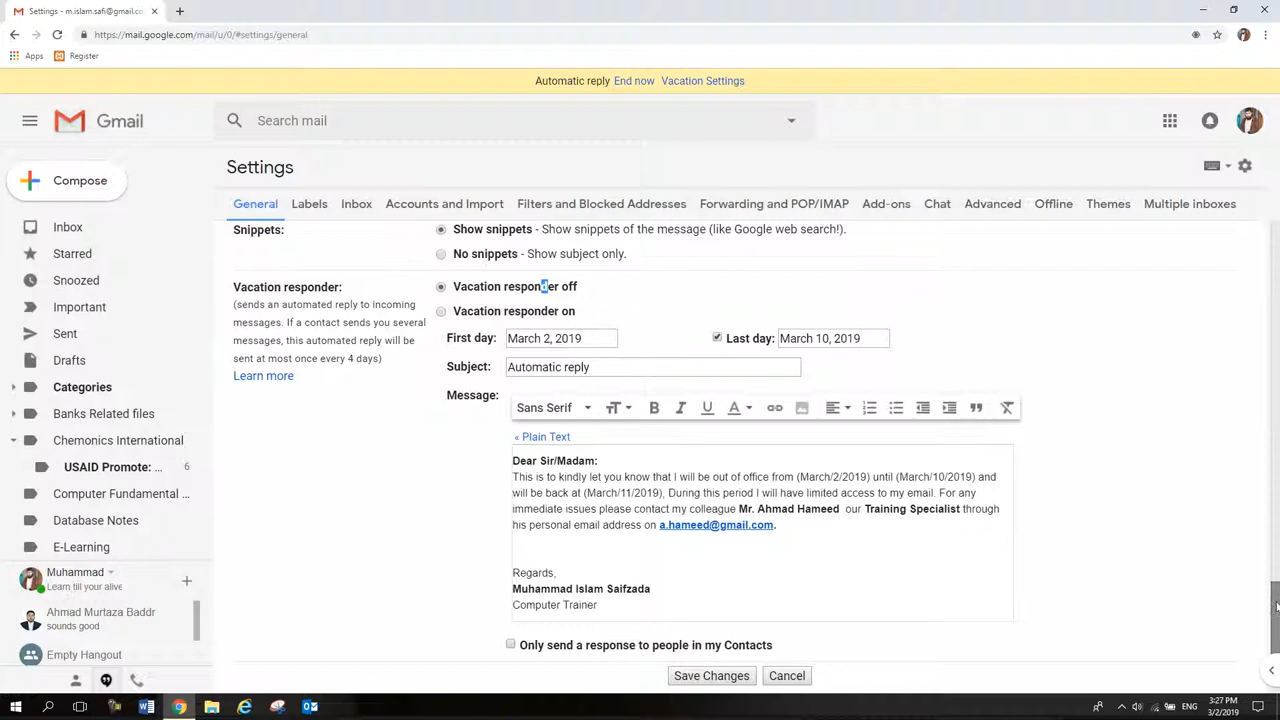 Settings - m.islam.safi@gmail.co
https://mail.google.com/mail/u/0/#settings/general
Apps Register
Automatic reply End now Vacation Settings
Gmail
Search mail
Settings
Compose
General Labels Inbox Accounts and Import Filters and Blocked Addresses Forwarding and POP/IMAP Add-ons Chat Advanced Offline Themes Multiple inboxes
Inbox
Starred
Snoozed
Important
Sent
Drafts
Categories
Banks Related files
Chemonics International
USAID Promote: ... 6
Computer Fundamental ...
Database Notes
E-Learning
Muhammad
Learn till your alive
Ahmad Murtaza Baddr
sounds good
Empty Hangout
Snippets:
Show snippets - Show snippets of the message (like Google web search!).
No snippets - Show subject only.
Vacation responder:
(sends an automated reply to incoming
messages. If a contact sends you several
messages, this automated reply will be
sent at most once every 4 days)
Learn more
Vacation responder off
Vacation responder on
First day: March 2, 2019 Last day: March 10, 2019
Subject: Automatic reply
Message:
Sans Serif
« Plain Text
Dear Sir/Madam:
This is to kindly let you know that I will be out of office from (March/2/2019) until (March/10/2019) and
will be back at (March/11/2019), During this period I will have limited access to my email. For any
immediate issues please contact my colleague Mr. Ahmad Hameed our Training Specialist through
his personal email address on a.hameed@gmail.com.
Regards,
Muhammad Islam Saifzada
Computer Trainer
Only send a response to people in my Contacts
Save Changes Cancel
ENG
3:27 PM
3/2/2019